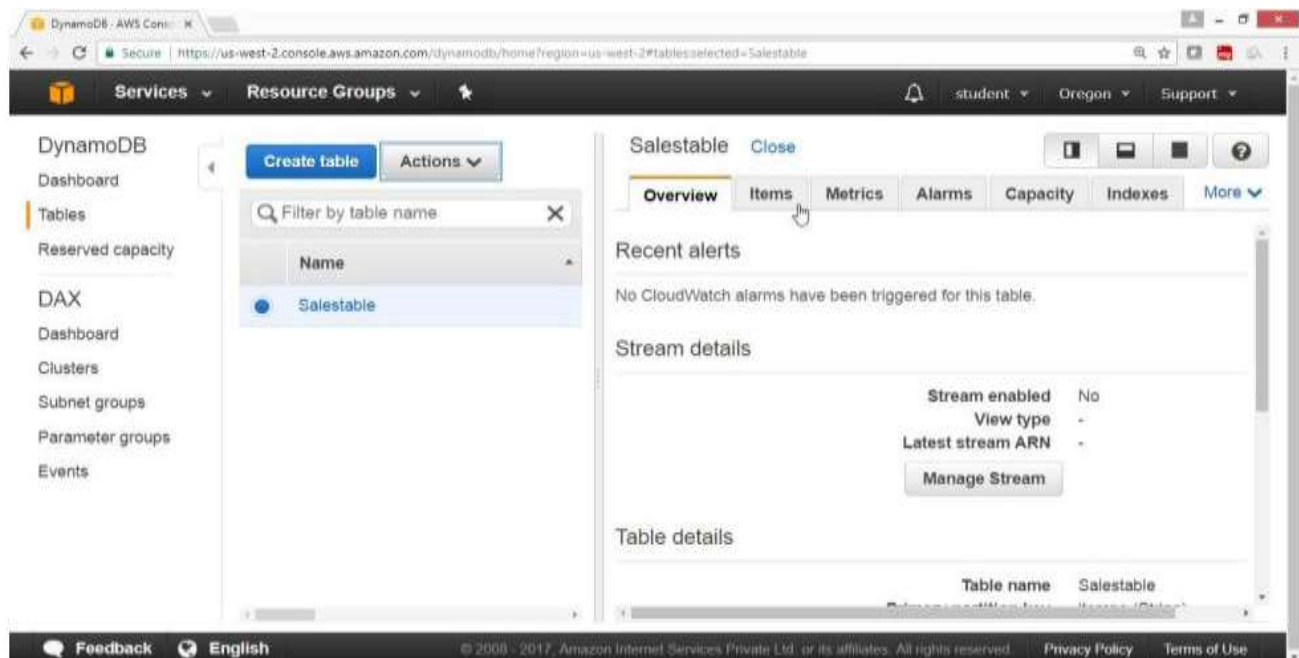 DynamoDB - AWS Cons
Secure | https://us-west-2.console.aws.amazon.com/dynamodb/home?region=us-west-2#tables:selected=Salestable
Services Resource Groups student Oregon Support
DynamoDB
Dashboard
Tables
Reserved capacity
DAX
Dashboard
Clusters
Subnet groups
Parameter groups
Events
Create table Actions
Filter by table name
Name
Salestable
Salestable Close
Overview Items Metrics Alarms Capacity Indexes More
Recent alerts
No CloudWatch alarms have been triggered for this table.
Stream details
Stream enabled No
View type -
Latest stream ARN -
Manage Stream
Table details
Table name Salestable
Feedback English © 2008 - 2017, Amazon Internet Services Private Ltd. or its affiliates. All rights reserved. Privacy Policy Terms of Use